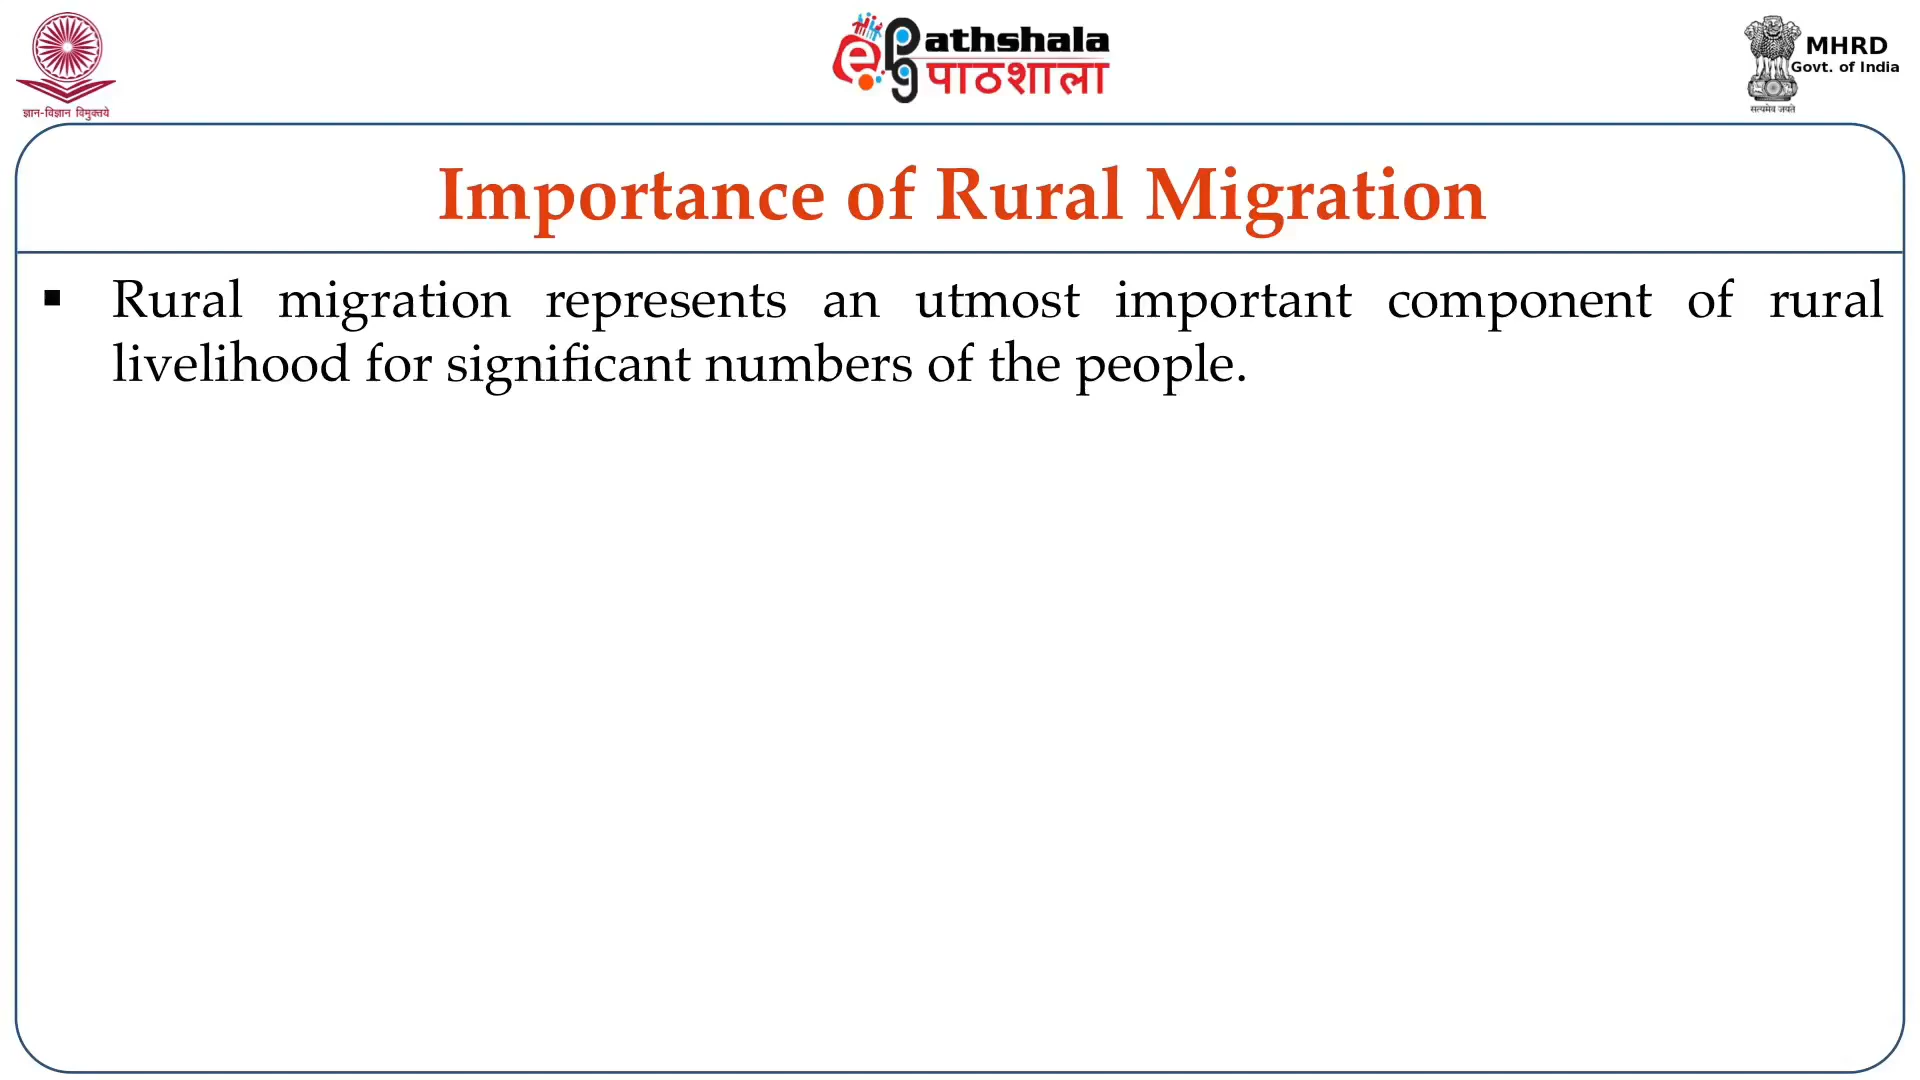 ज्ञान-विज्ञान विमुक्तये
ePathshala
पाठशाला
MHRD
Govt. of India
सत्यमेव जयते
Importance of Rural Migration
▪ Rural migration represents an utmost important component of rural
livelihood for significant numbers of the people.